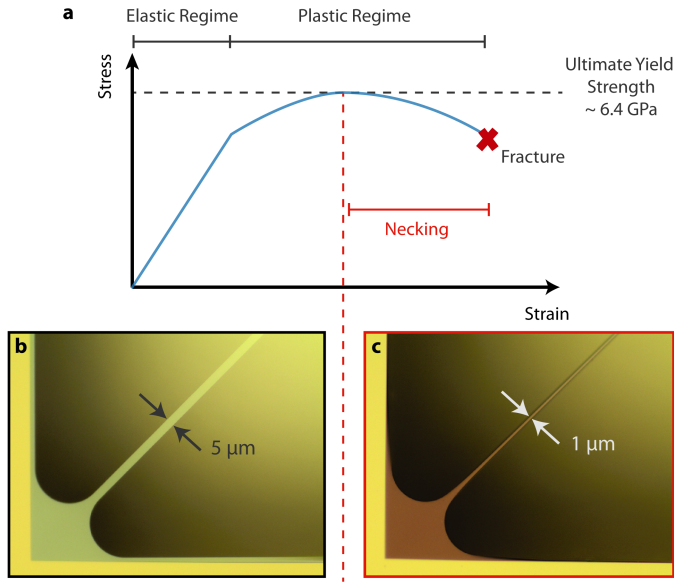 a
Elastic Regime
Plastic Regime
Stress
Ultimate Yield
Strength
~ 6.4 GPa
Fracture
Necking
Strain
b
5 μm
c
1 μm